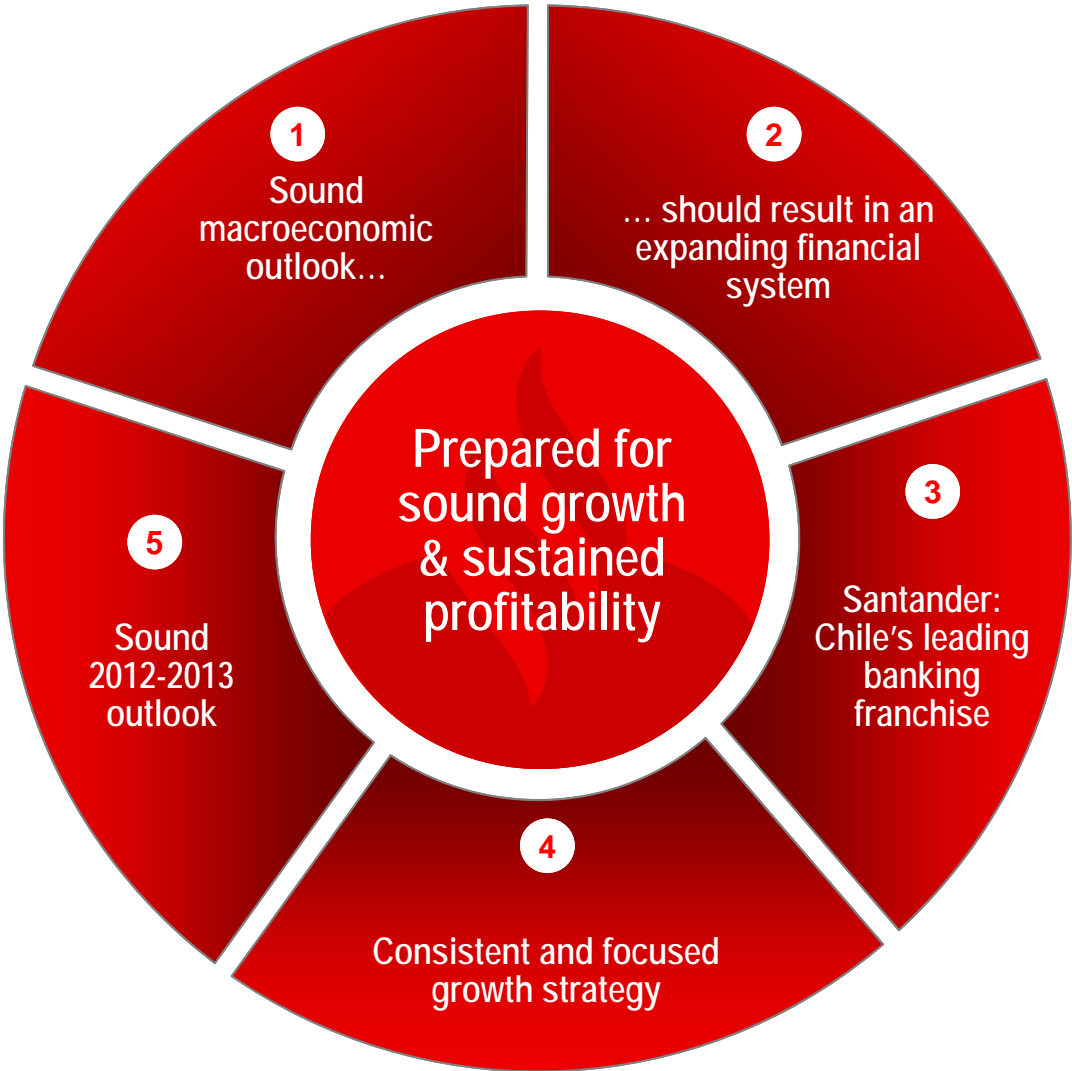 1
Sound
macroeconomic
outlook…
2
… should result in an
expanding financial
system
3
Santander:
Chile’s leading
banking
franchise
4
Consistent and focused
growth strategy
5
Sound
2012-2013
outlook
Prepared for
sound growth
& sustained
profitability